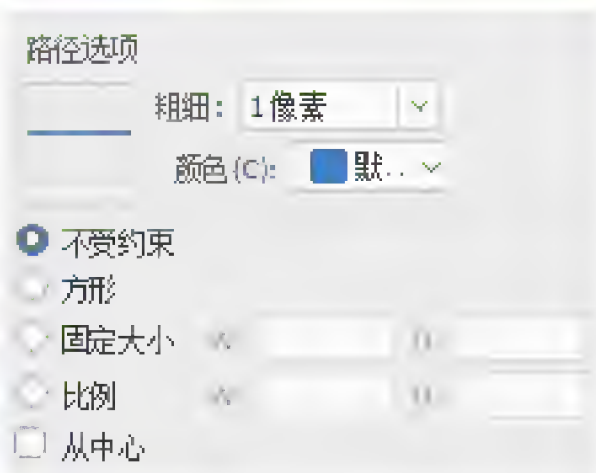 路径选项
粗细: 1像素
颜色(C): 默..
不受约束
方形
固定大小 W:
比例 W:
从中心